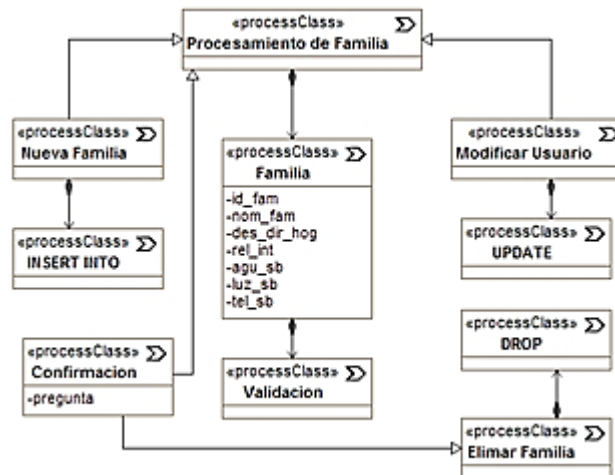 «processClass»
Procesamiento de Familia
«processClass»
Nueva Familia
«processClass»
Familia
-id_fam
-nom_fam
-des_dir_hog
-rel_int
-agu_sb
-luz_sb
-tel_sb
«processClass»
Modificar Usuario
«processClass»
INSERT INTO
«processClass»
UPDATE
«processClass»
Confirmacion
-pregunta
«processClass»
Validacion
«processClass»
DROP
«processClass»
Elimar Familia